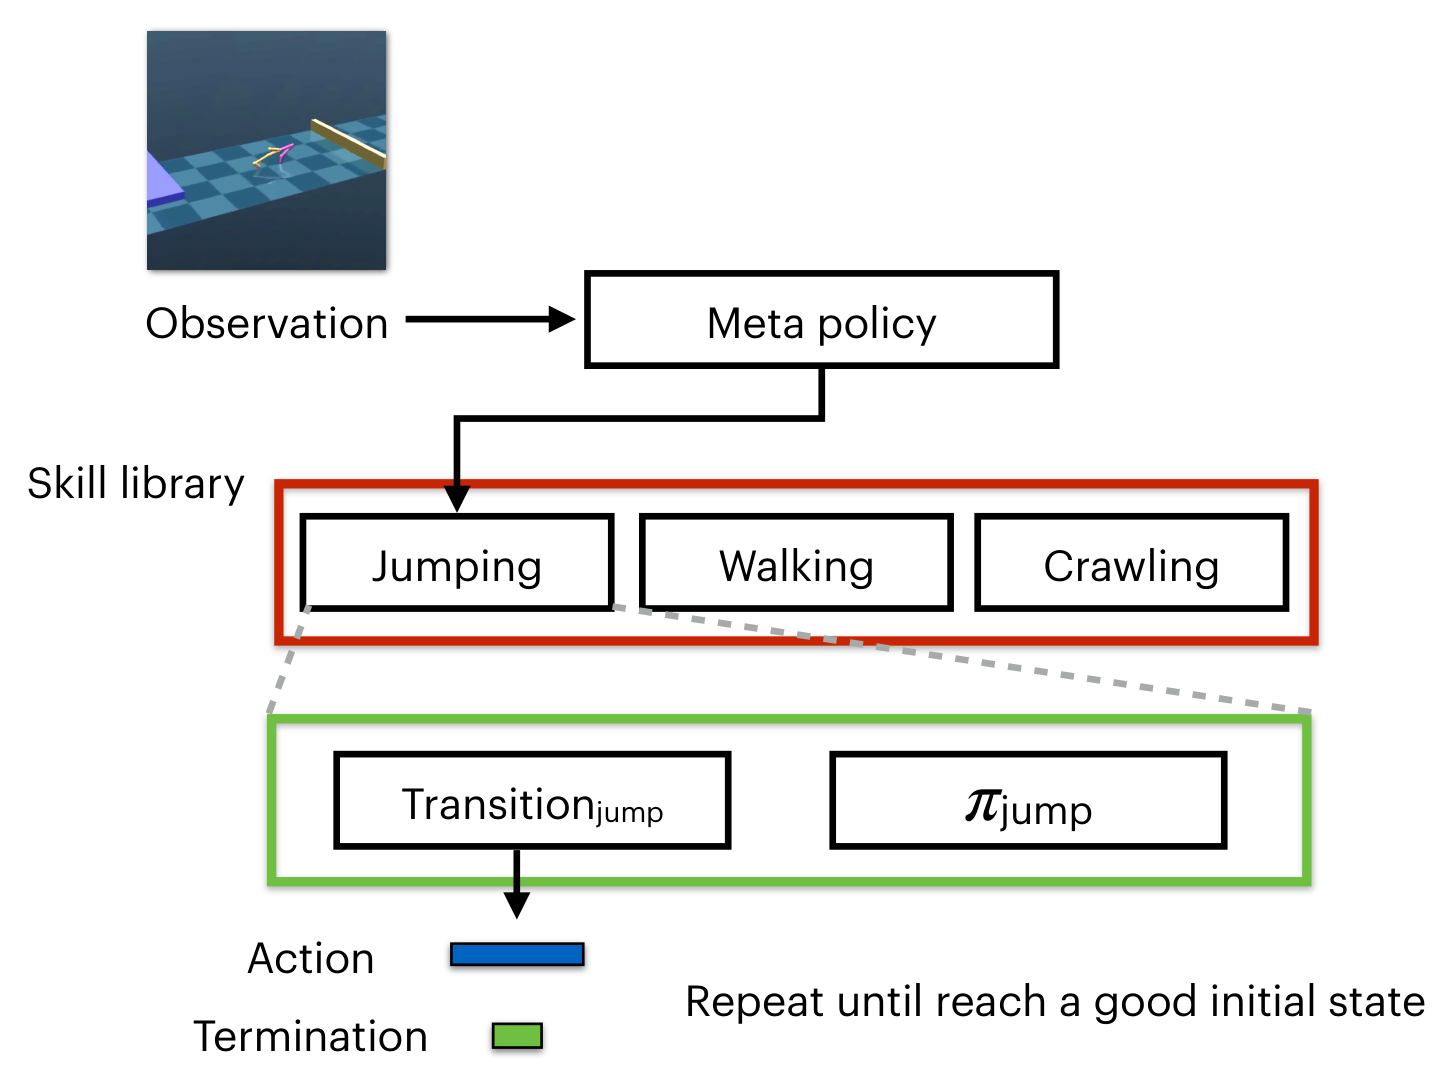 Observation
Meta policy
Skill library
Jumping
Walking
Crawling
Transitionjump
πjump
Action
Repeat until reach a good initial state
Termination